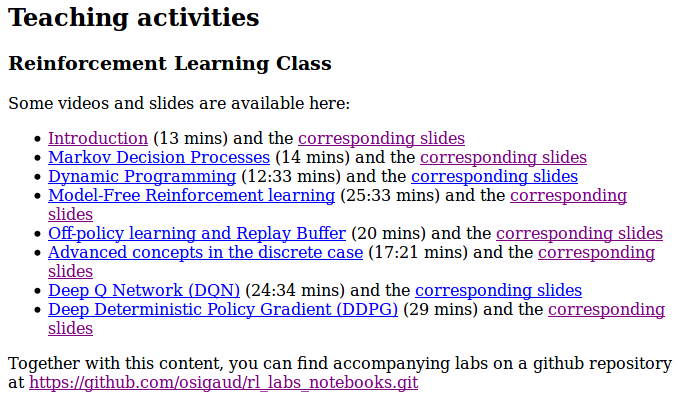 Teaching activities
Reinforcement Learning Class
Some videos and slides are available here:
• Introduction (13 mins) and the corresponding slides
• Markov Decision Processes (14 mins) and the corresponding slides
• Dynamic Programming (12:33 mins) and the corresponding slides
• Model-Free Reinforcement learning (25:33 mins) and the corresponding
slides
• Off-policy learning and Replay Buffer (20 mins) and the corresponding slides
• Advanced concepts in the discrete case (17:21 mins) and the corresponding
slides
• Deep Q Network (DQN) (24:34 mins) and the corresponding slides
• Deep Deterministic Policy Gradient (DDPG) (29 mins) and the corresponding
slides
Together with this content, you can find accompanying labs on a github repository
at https://github.com/osigaud/rl_labs_notebooks.git